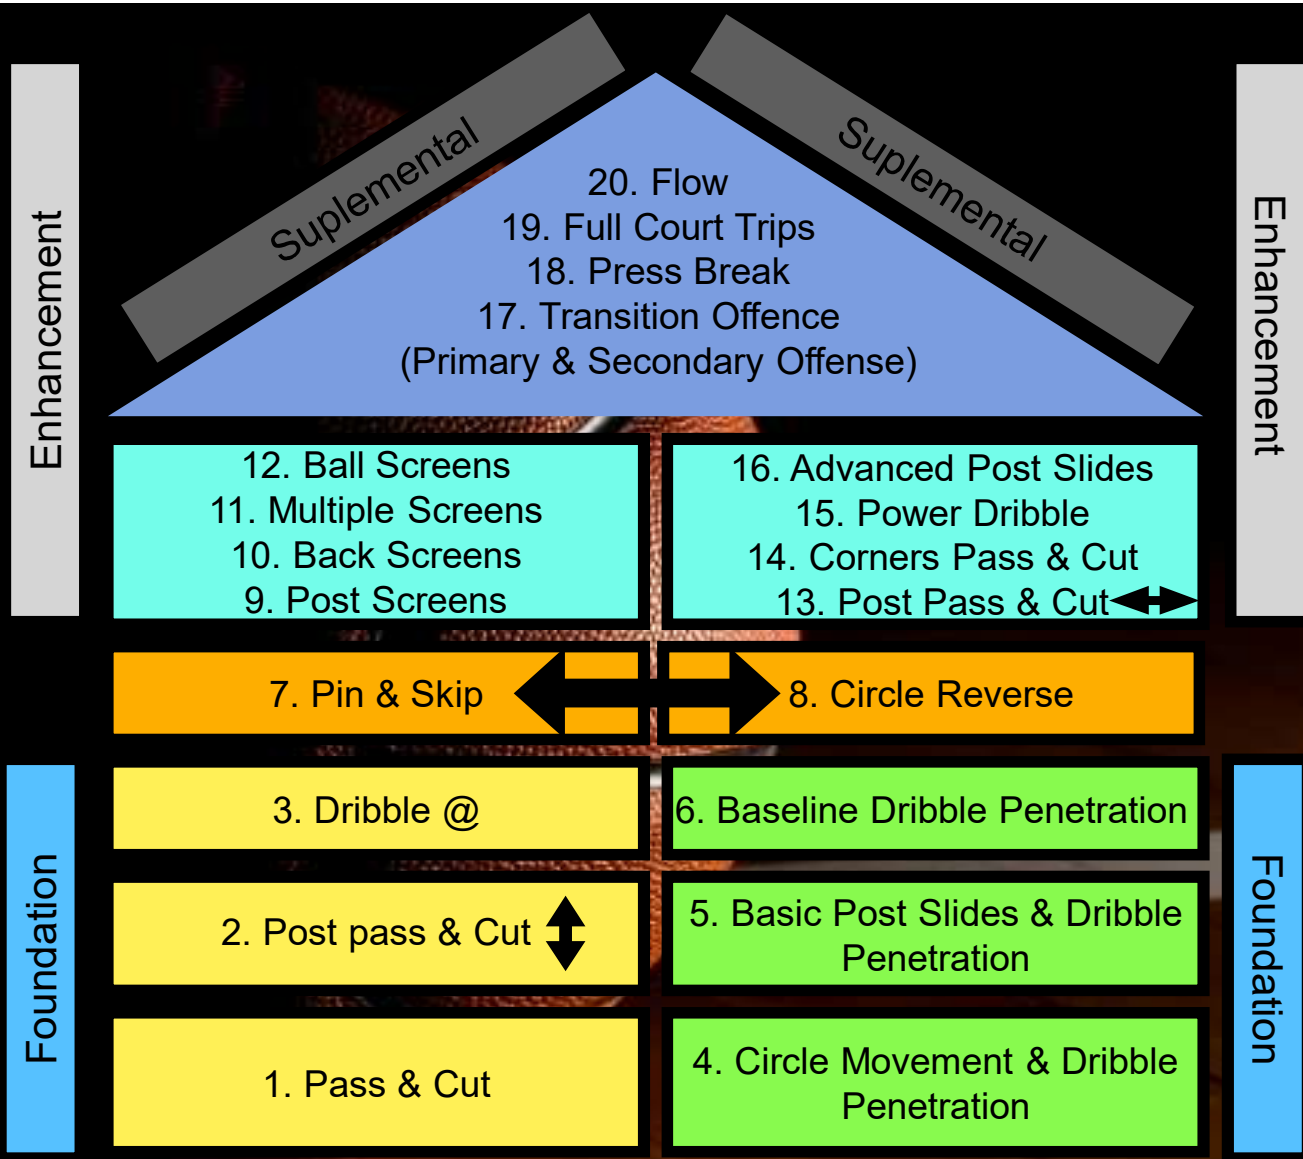 Suplemental
Suplemental
Enhancement
Enhancement
20. Flow
19. Full Court Trips
18. Press Break
17. Transition Offence
(Primary & Secondary Offense)
12. Ball Screens
11. Multiple Screens
10. Back Screens
9. Post Screens
16. Advanced Post Slides
15. Power Dribble
14. Corners Pass & Cut
13. Post Pass & Cut
7. Pin & Skip
8. Circle Reverse
Foundation
Foundation
3. Dribble @
6. Baseline Dribble Penetration
2. Post pass & Cut
5. Basic Post Slides & Dribble
Penetration
1. Pass & Cut
4. Circle Movement & Dribble
Penetration